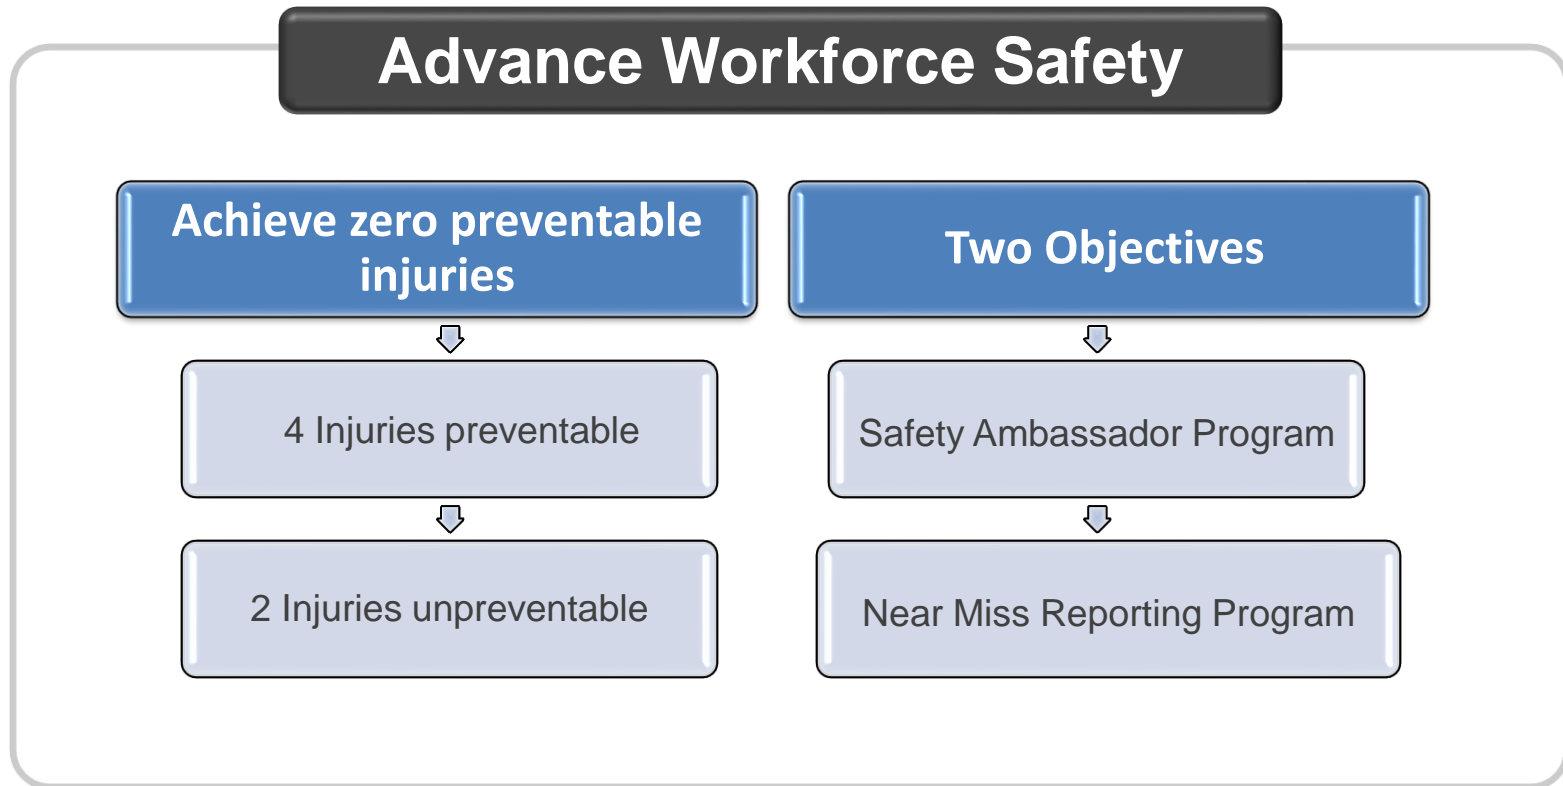 Advance Workforce Safety
Achieve zero preventable
injuries
4 Injuries preventable
2 Injuries unpreventable
Two Objectives
Safety Ambassador Program
Near Miss Reporting Program